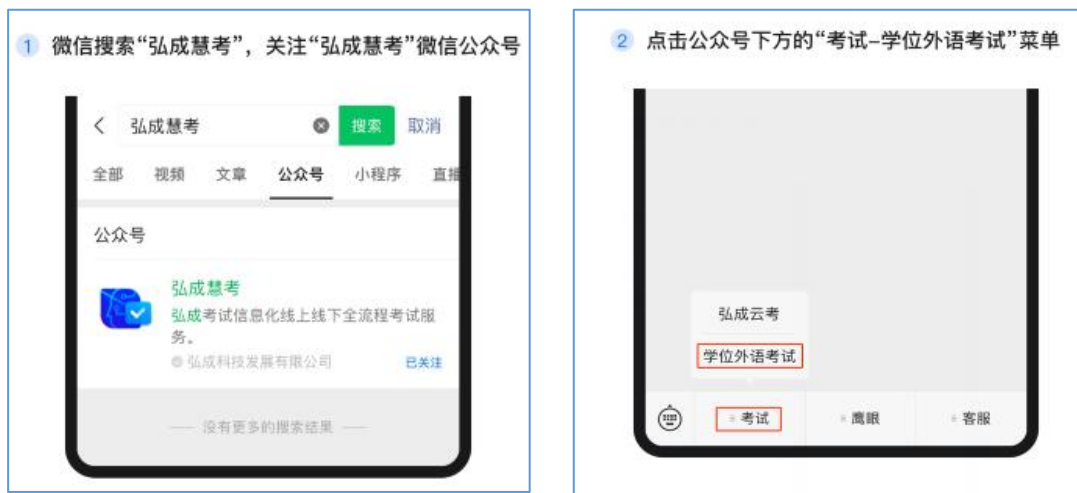 1 微信搜索“弘成慧考”，关注“弘成慧考”微信公众号
弘成慧考 搜索 取消
全部 视频 文章 公众号 小程序 直播
公众号
弘成慧考
弘成考试信息化线上线下全流程考试服
务。
弘成科技发展有限公司 已关注
没有更多的搜索结果
2 点击公众号下方的“考试–学位外语考试”菜单
弘成云考
学位外语考试
考试 鹰眼 客服